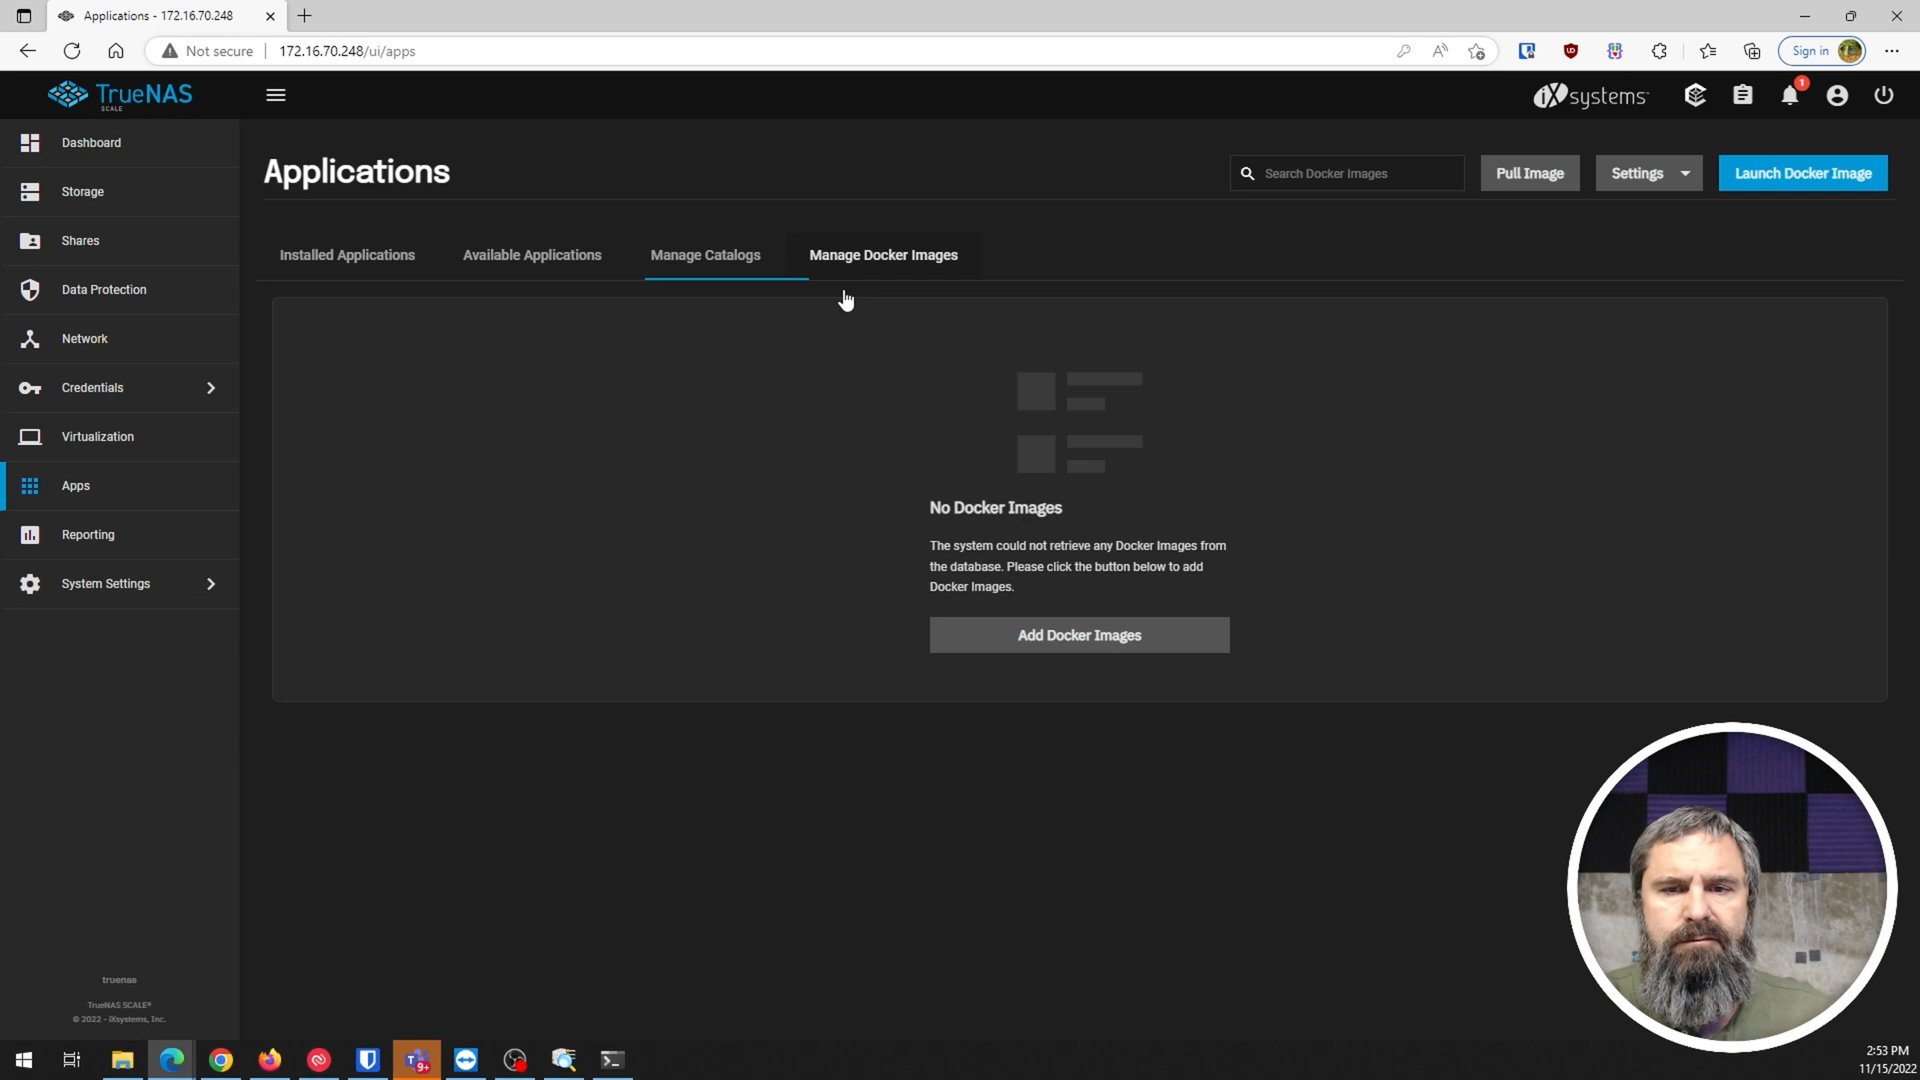 Applications - 172.16.70.248
Not secure
172.16.70.248/ui/apps
Sign in
TrueNAS
SCALE
iXsystems
1
Dashboard
Storage
Shares
Data Protection
Network
Credentials
Virtualization
Apps
Reporting
System Settings
truenas
TrueNAS SCALE®
© 2022 - iXsystems, Inc.
Applications
Search Docker Images
Pull Image
Settings
Launch Docker Image
Installed Applications
Available Applications
Manage Catalogs
Manage Docker Images
No Docker Images
The system could not retrieve any Docker Images from
the database. Please click the button below to add
Docker Images.
Add Docker Images
9+
2:53 PM
11/15/2022